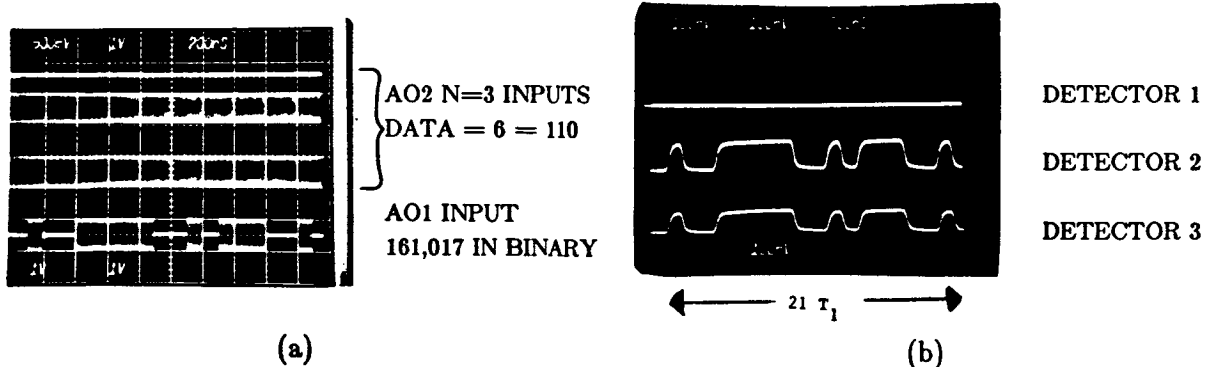 AO2 N=3 INPUTS
DATA = 6 = 110
AO1 INPUT
161,017 IN BINARY
(a)
DETECTOR 1
DETECTOR 2
DETECTOR 3
21 T1
(b)